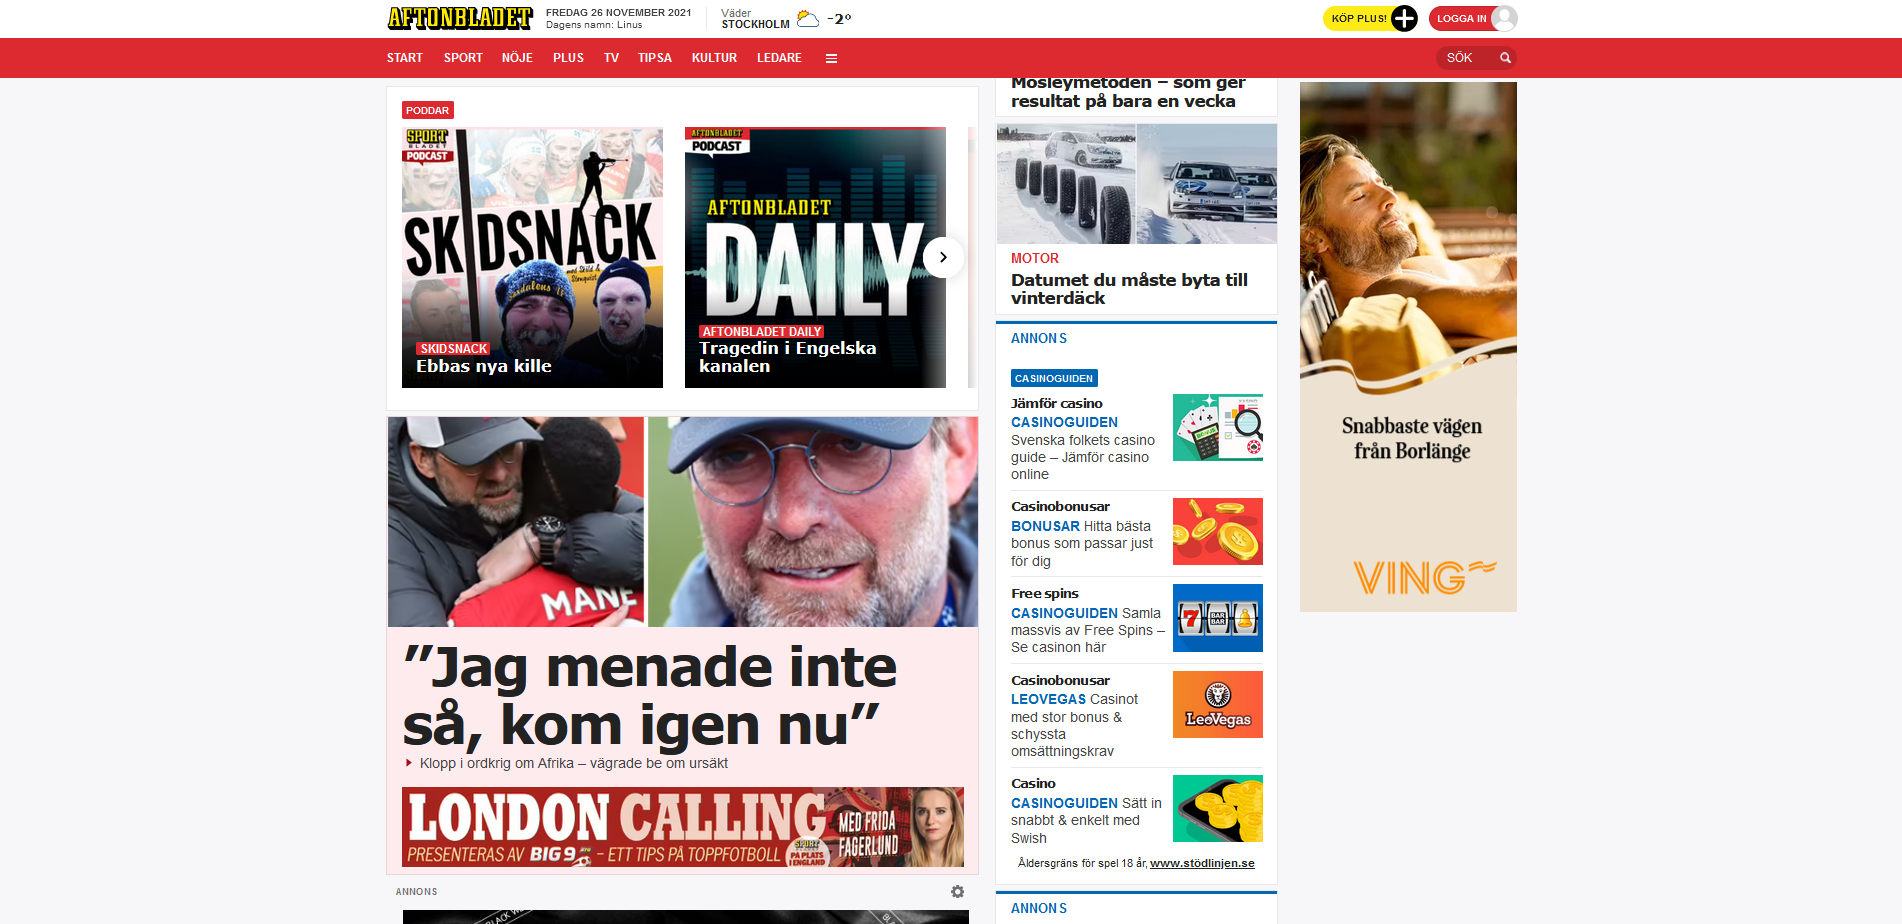 AFTONBLADET
FREDAG 26 NOVEMBER 2021
Dagens namn: Linus
Väder
STOCKHOLM
-2°
KÖP PLUS!
LOGGA IN
START SPORT NÖJE PLUS TV TIPSA KULTUR LEDARE
SÖK
PODDAR
SPORT
BLADET
PODCAST
SKIDSNACK
med Skiöld & Stenquist
SKIDSNACK
Ebbas nya kille
AFTONBLADET
PODCAST
AFTONBLADET
DAILY
AFTONBLADET DAILY
Tragedin i Engelska
kanalen
MANE
”Jag menade inte
så, kom igen nu”
Klopp i ordkrig om Afrika – vägrade be om ursäkt
LONDON CALLING
PRESENTERAS AV BIG9 – ETT TIPS PÅ TOPPFOTBOLL
SPORT
BLADET
PÅ PLATS
I ENGLAND
MED FRIDA
FAGERLUND
ANNONS
Mosleymetoden – som ger
resultat på bara en vecka
MOTOR
Datumet du måste byta till
vinterdäck
ANNONS
CASINOGUIDEN
Jämför casino
CASINOGUIDEN
Svenska folkets casino
guide – Jämför casino
online
Casinobonusar
BONUSAR Hitta bästa
bonus som passar just
för dig
Free spins
CASINOGUIDEN Samla
massvis av Free Spins –
Se casinon här
7 BAR BAR
Casinobonusar
LEOVEGAS Casinot
med stor bonus &
schyssta
omsättningskrav
LeoVegas
Casino
CASINOGUIDEN Sätt in
snabbt & enkelt med
Swish
Åldersgräns för spel 18 år, www.stödlinjen.se
ANNONS
Snabbaste vägen
från Borlänge
VING